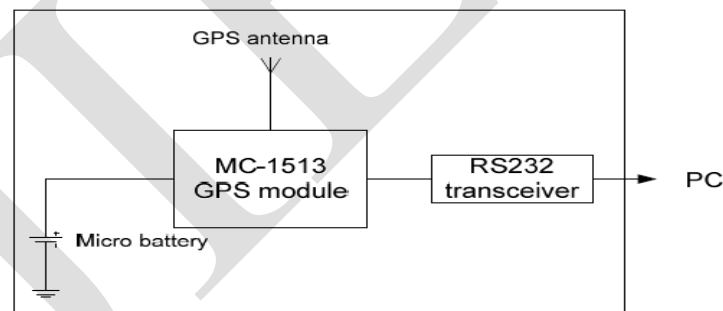 GPS antenna
MC-1513
GPS module
RS232
transceiver
PC
Micro battery